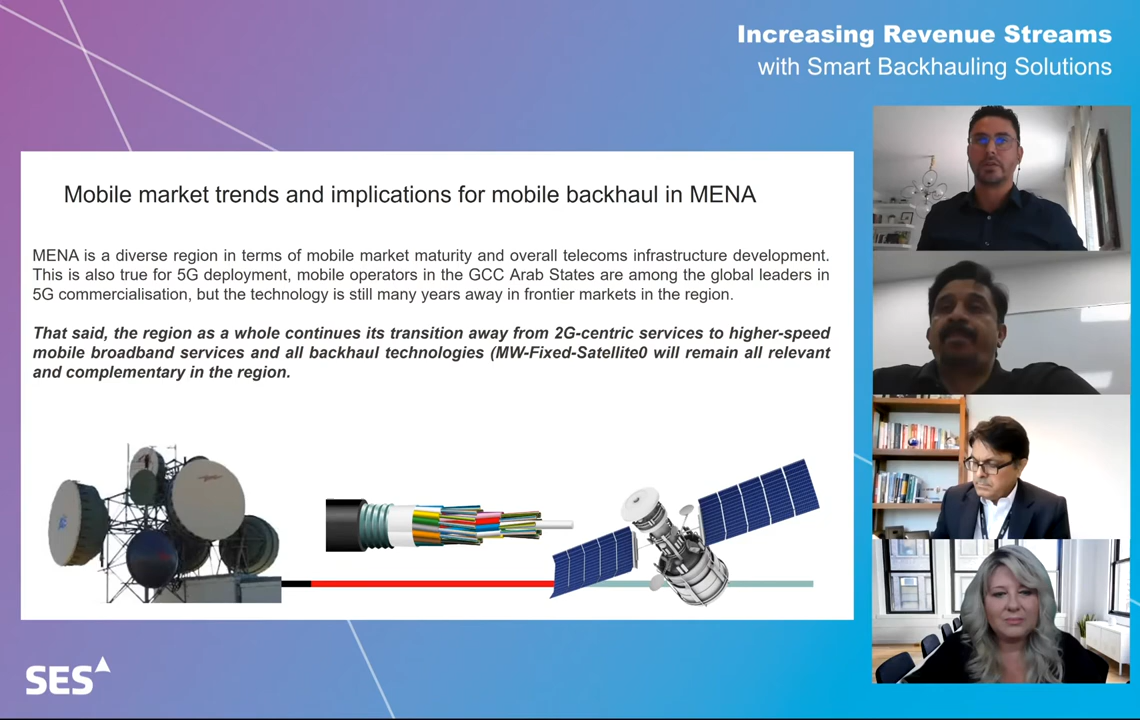 Increasing Revenue Streams
with Smart Backhauling Solutions
Mobile market trends and implications for mobile backhaul in MENA
MENA is a diverse region in terms of mobile market maturity and overall telecoms infrastructure development.
This is also true for 5G deployment, mobile operators in the GCC Arab States are among the global leaders in
5G commercialisation, but the technology is still many years away in frontier markets in the region.
That said, the region as a whole continues its transition away from 2G-centric services to higher-speed
mobile broadband services and all backhaul technologies (MW-Fixed-Satellite0 will remain all relevant
and complementary in the region.
SES